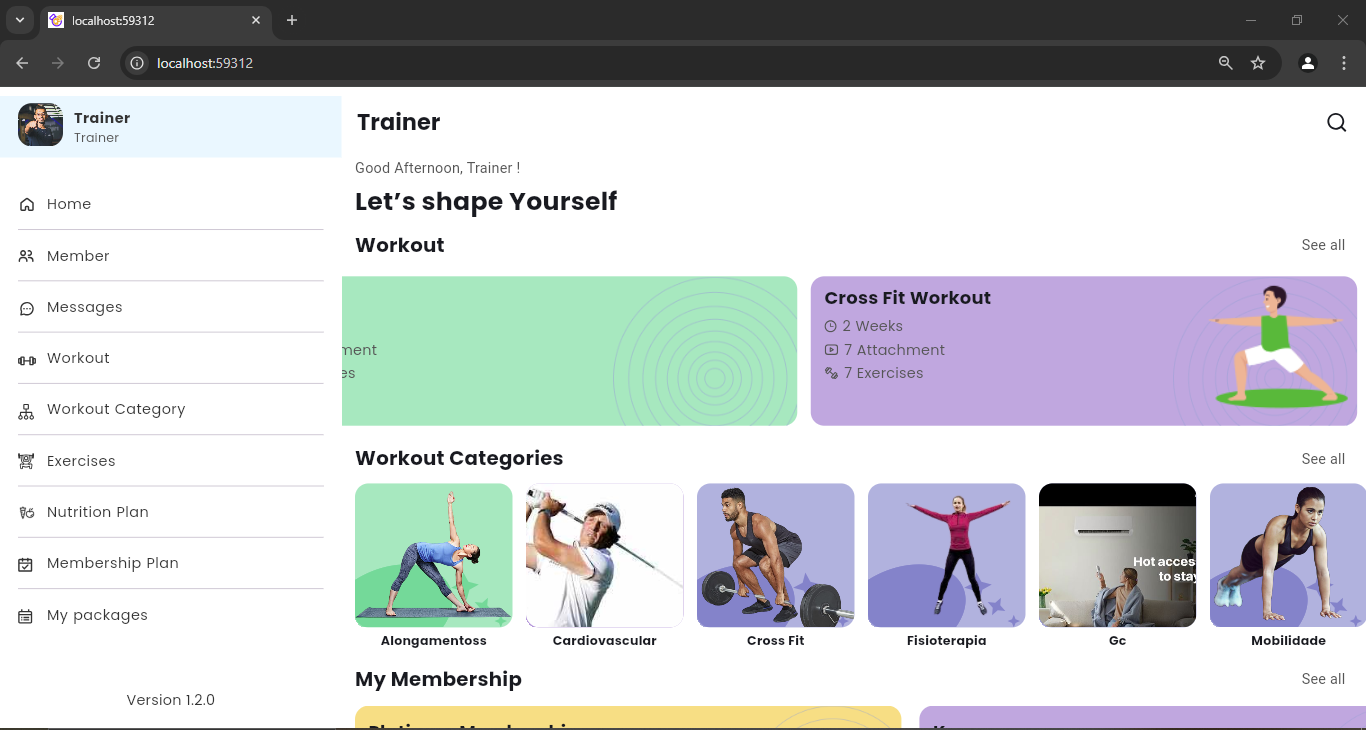 localhost:59312
localhost:59312
Trainer
Trainer
Home
Member
Messages
Workout
Workout Category
Exercises
Nutrition Plan
Membership Plan
My packages
Version 1.2.0
Trainer
Good Afternoon, Trainer !
Let's shape Yourself
Workout
See all
ment
es
Cross Fit Workout
2 Weeks
7 Attachment
7 Exercises
Workout Categories
See all
Hot acces
to stay
Alongamentoss
Cardiovascular
Cross Fit
Fisioterapia
Gc
Mobilidade
My Membership
See all